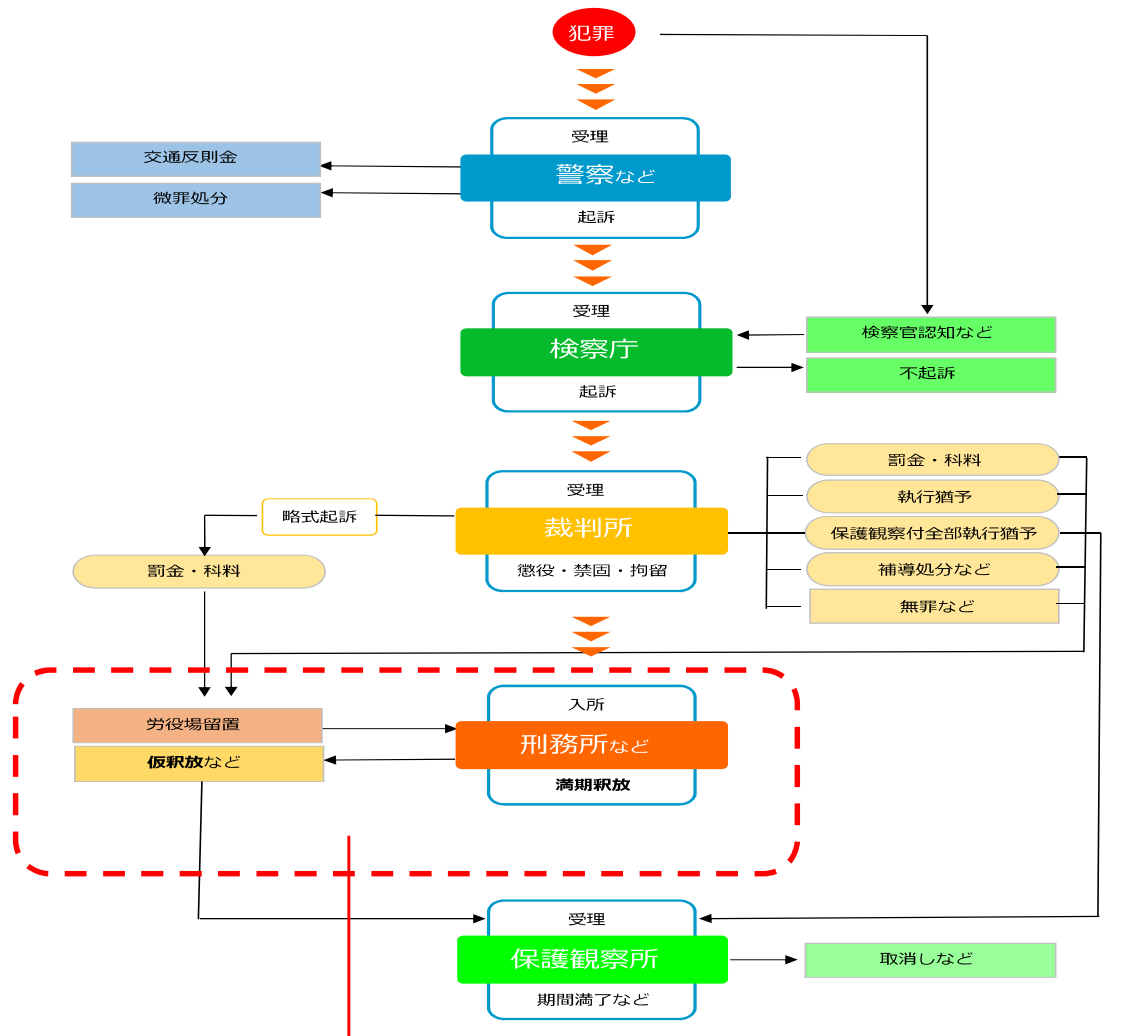 犯罪
受理
警察など
起訴
交通反則金
微罪処分
受理
検察庁
起訴
検察官認知など
不起訴
受理
裁判所
懲役・禁固・拘留
略式起訴
罰金・科料
罰金・科料
執行猶予
保護観察付全部執行猶予
補導処分など
無罪など
労役場留置
仮釈放など
入所
刑務所など
満期釈放
受理
保護観察所
期間満了など
取消しなど